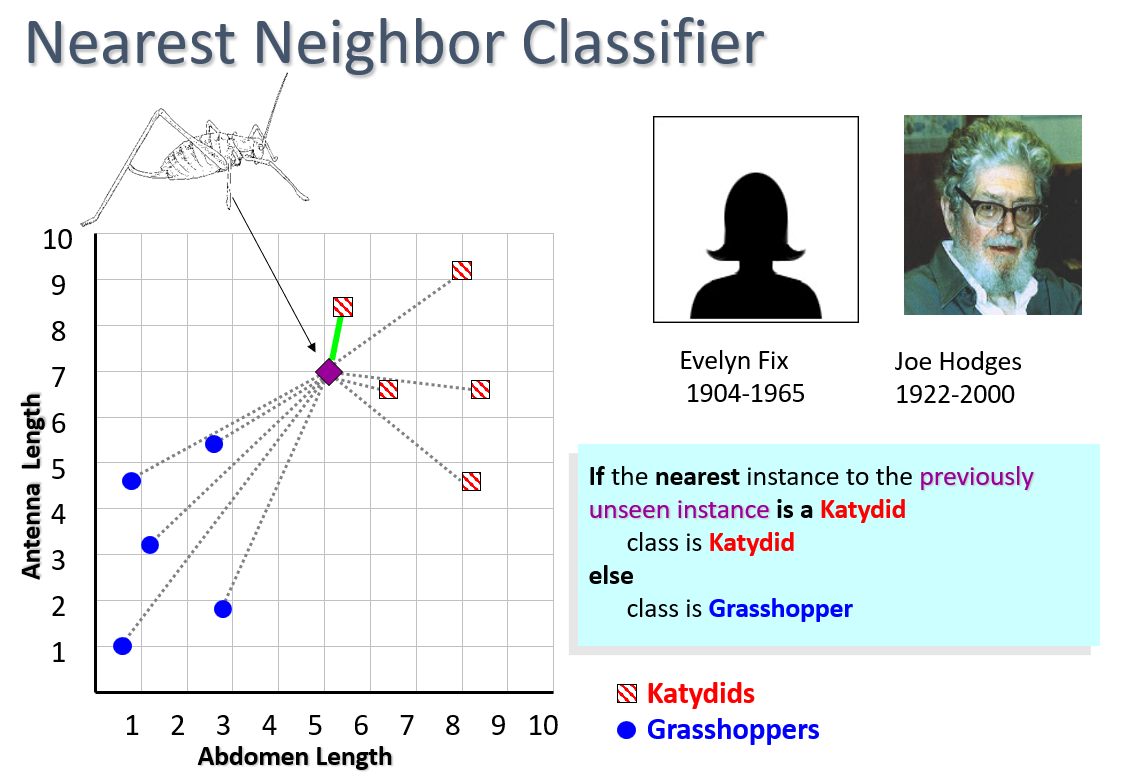 Nearest Neighbor Classifier
10
9
8
7
6
5
4
3
2
1
Antenna Length
1 2 3 4 5 6 7 8 9 10
Abdomen Length
Evelyn Fix
1904-1965
Joe Hodges
1922-2000
If the nearest instance to the previously
unseen instance is a Katydid
class is Katydid
else
class is Grasshopper
Katydids
Grasshoppers